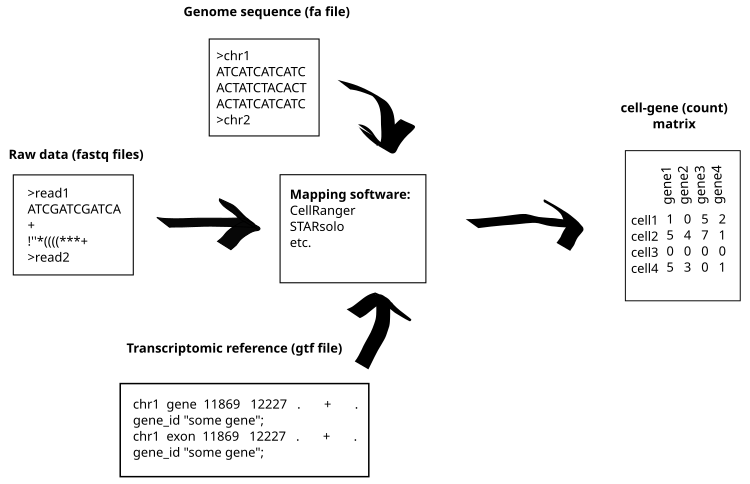 Genome sequence (fa file)
>chr1
ATCATCATCATC
ACTATCTACACT
ACTATCATCATC
>chr2
Raw data (fastq files)
>read1
ATCGATCGATCA
+
!''*((((***+
>read2
Mapping software:
CellRanger
STARsolo
etc.
Transcriptomic reference (gtf file)
chr1 gene 11869 12227 . + .
gene_id "some gene";
chr1 exon 11869 12227 . + .
gene_id "some gene";
cell-gene (count)
matrix
gene1 gene2 gene3 gene4
cell1 1 0 5 2
cell2 5 4 7 1
cell3 0 0 0 0
cell4 5 3 0 1